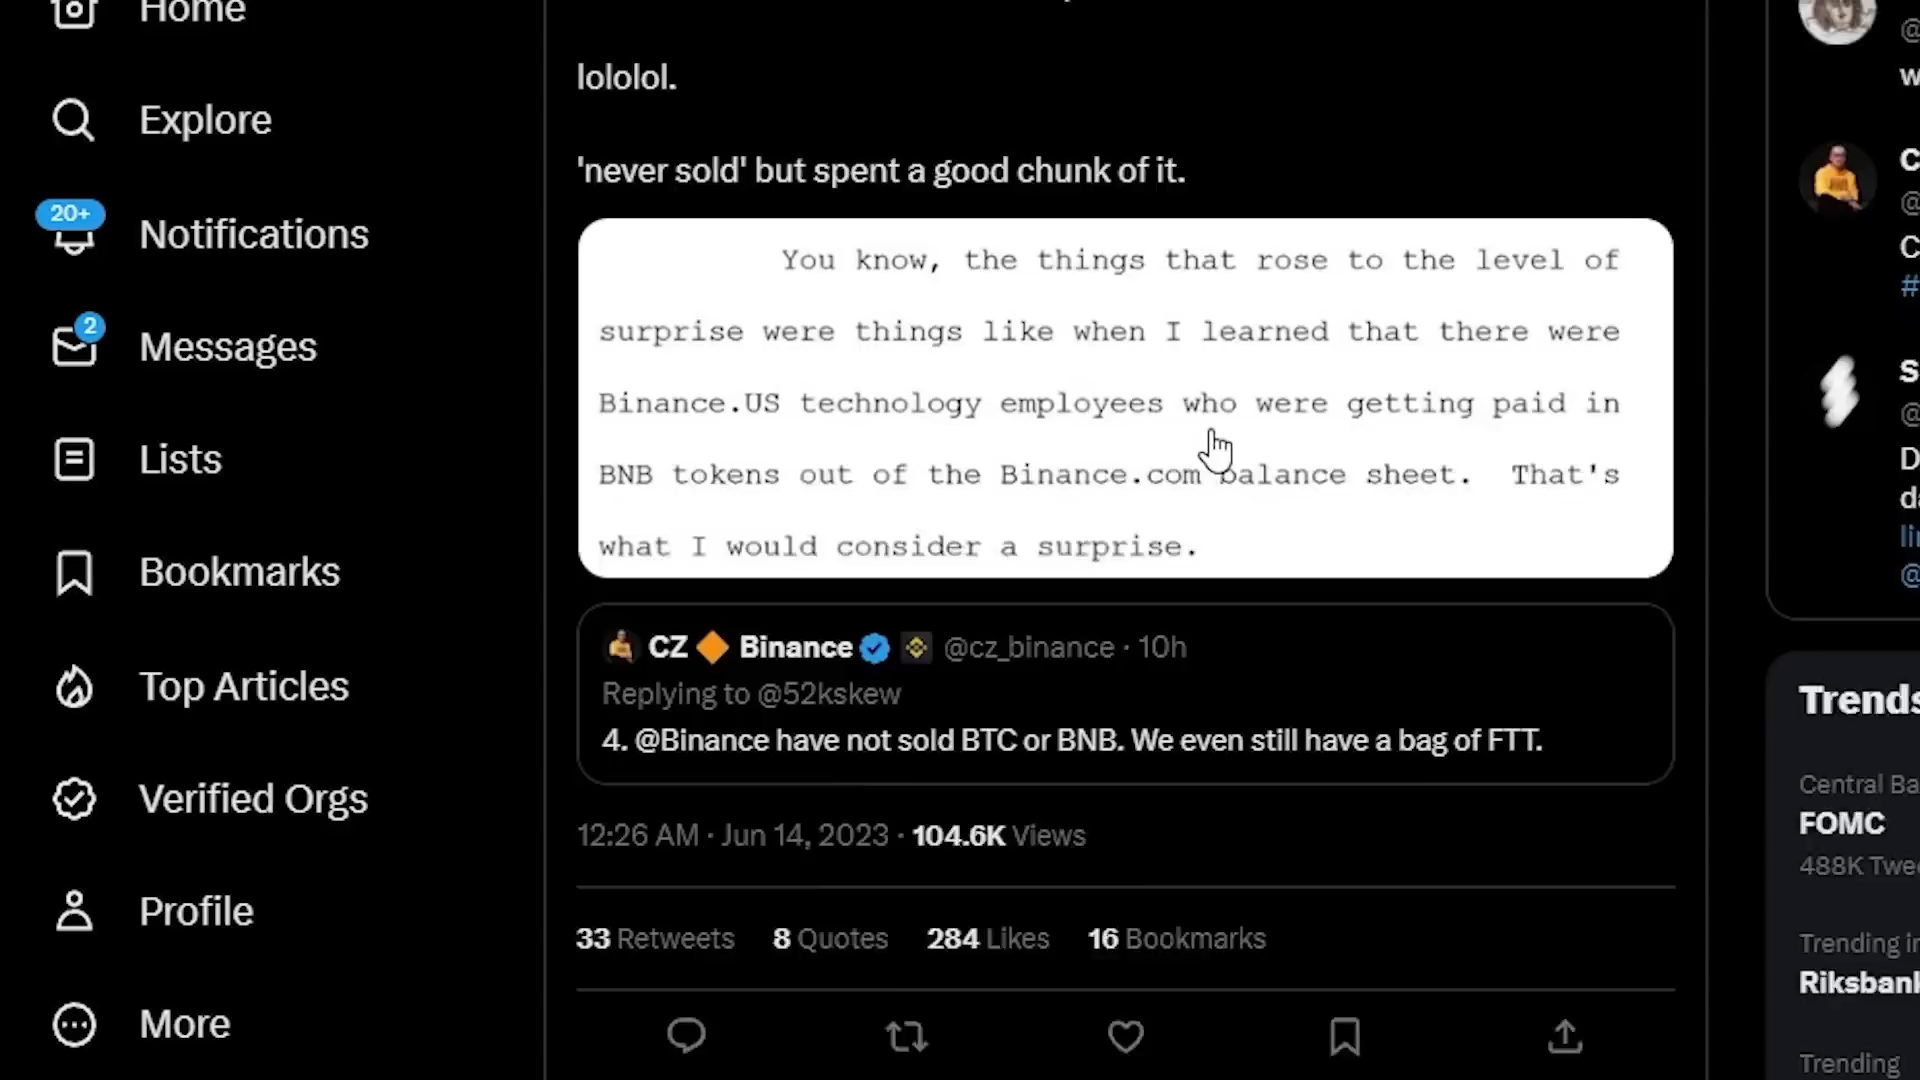 Home
Explore
20+
Notifications
2
Messages
Lists
Bookmarks
Top Articles
Verified Orgs
Profile
More
lololol.
'never sold' but spent a good chunk of it.
You know, the things that rose to the level of
surprise were things like when I learned that there were
Binance.US technology employees who were getting paid in
BNB tokens out of the Binance.com balance sheet. That's
what I would consider a surprise.
CZ 🔶 Binance @cz_binance · 10h
Replying to @52kskew
4. @Binance have not sold BTC or BNB. We even still have a bag of FTT.
12:26 AM · Jun 14, 2023 · 104.6K Views
33 Retweets 8 Quotes 284 Likes 16 Bookmarks
@
w
C
@
C
#
S
@
D
@
Trends
Central Ba
FOMC
488K Twee
Trending in
Riksbank
Trending